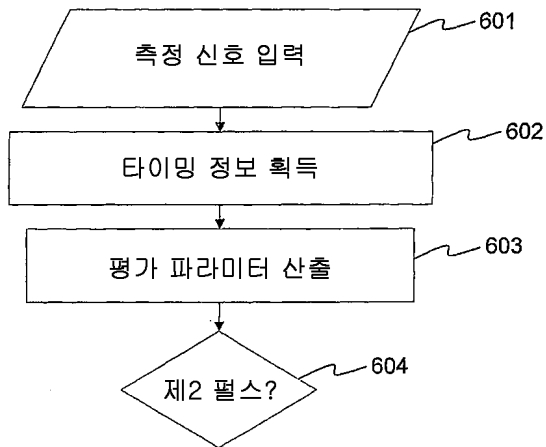 측정 신호 입력
601
타이밍 정보 획득
602
평가 파라미터 산출
603
제2 펄스?
604